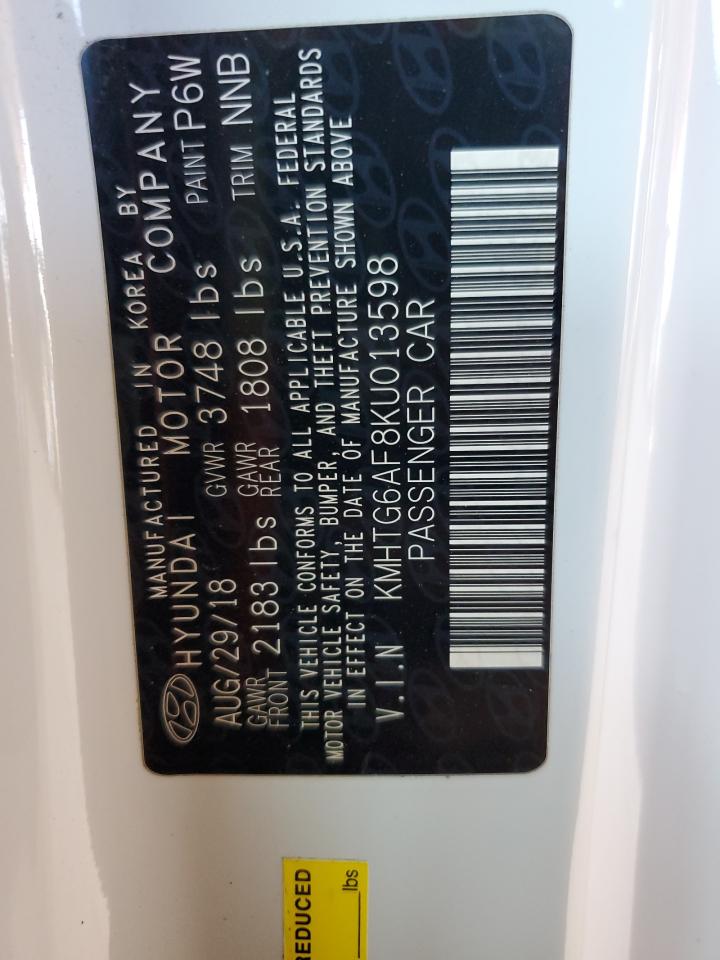 MANUFACTURED IN KOREA BY
HYUNDAI MOTOR COMPANY
AUG/29/18 GVWR 3748 lbs PAINT P6W
GAWR FRONT 2183 lbs GAWR REAR 1808 lbs TRIM NNB
THIS VEHICLE CONFORMS TO ALL APPLICABLE U.S.A. FEDERAL
MOTOR VEHICLE SAFETY, BUMPER, AND THEFT PREVENTION STANDARDS
IN EFFECT ON THE DATE OF MANUFACTURE SHOWN ABOVE
V.I.N KMHTG6AF8KU013598
PASSENGER CAR
REDUCED
lbs